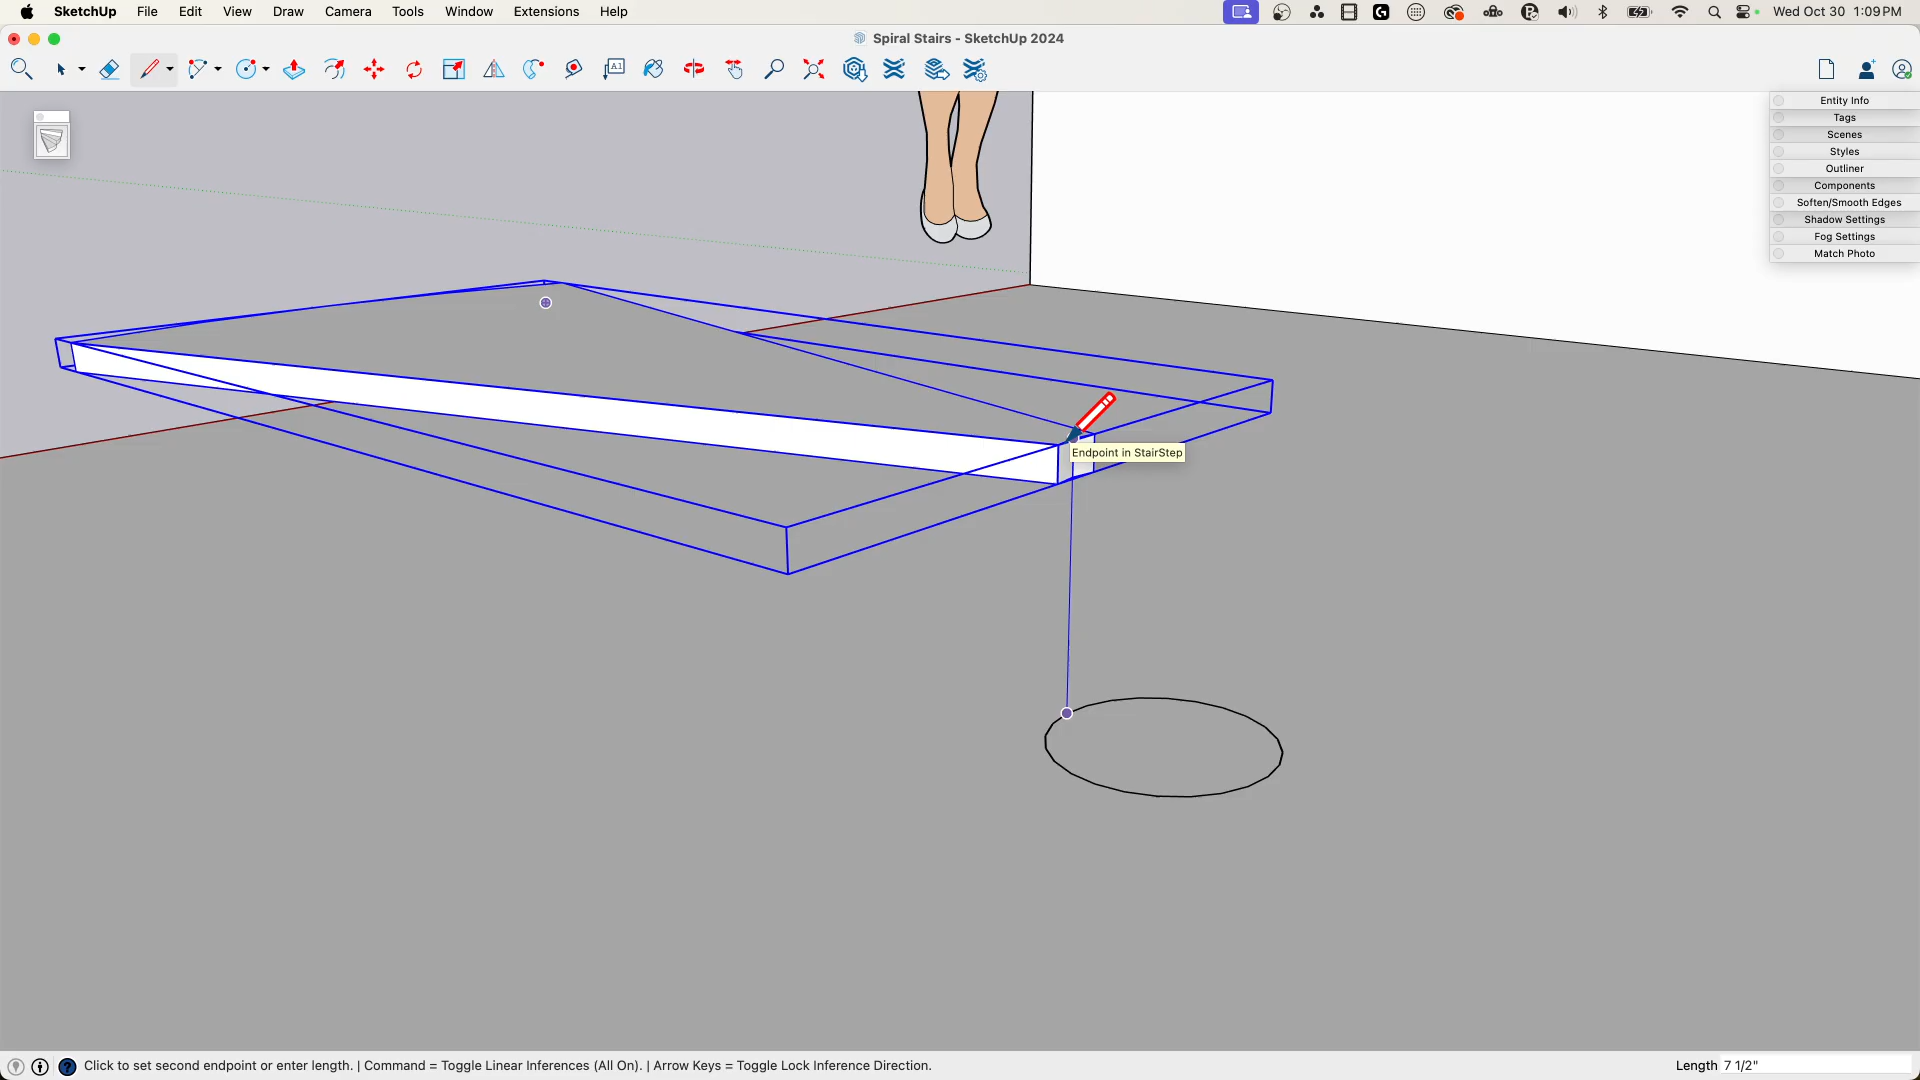 SketchUp File Edit View Draw Camera Tools Window Extensions Help Wed Oct 30 1:09 PM
Spiral Stairs - SketchUp 2024
A1
Entity Info
Tags
Scenes
Styles
Outliner
Components
Soften/Smooth Edges
Shadow Settings
Fog Settings
Match Photo
Endpoint in StairStep
Click to set second endpoint or enter length. | Command = Toggle Linear Inferences (All On). | Arrow Keys = Toggle Lock Inference Direction. Length 7 1/2"